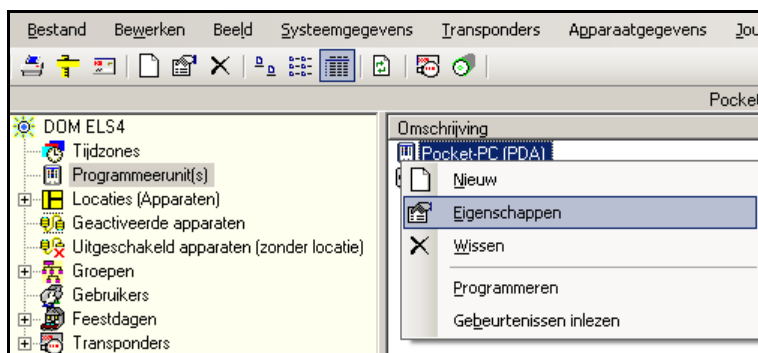 Bestand Bewerken Beeld Systeemgegevens Transponders Apparaatgegevens Jou
Pocket
DOM ELS4
Tijdzones
Programmeerunit(s)
Locaties (Apparaten)
Geactiveerde apparaten
Uitgeschakeld apparaten (zonder locatie)
Groepen
Gebruikers
Feestdagen
Transponders
Omschrijving
Pocket-PC (PDA)
Nieuw
Eigenschappen
Wissen
Programmeren
Gebeurtenissen inlezen